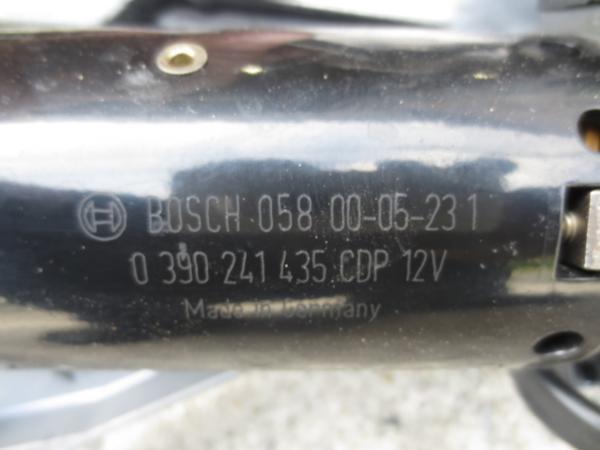 BOSCH 058 00-05-23 1
0 390 241 435 CDP 12V
Made in Germany